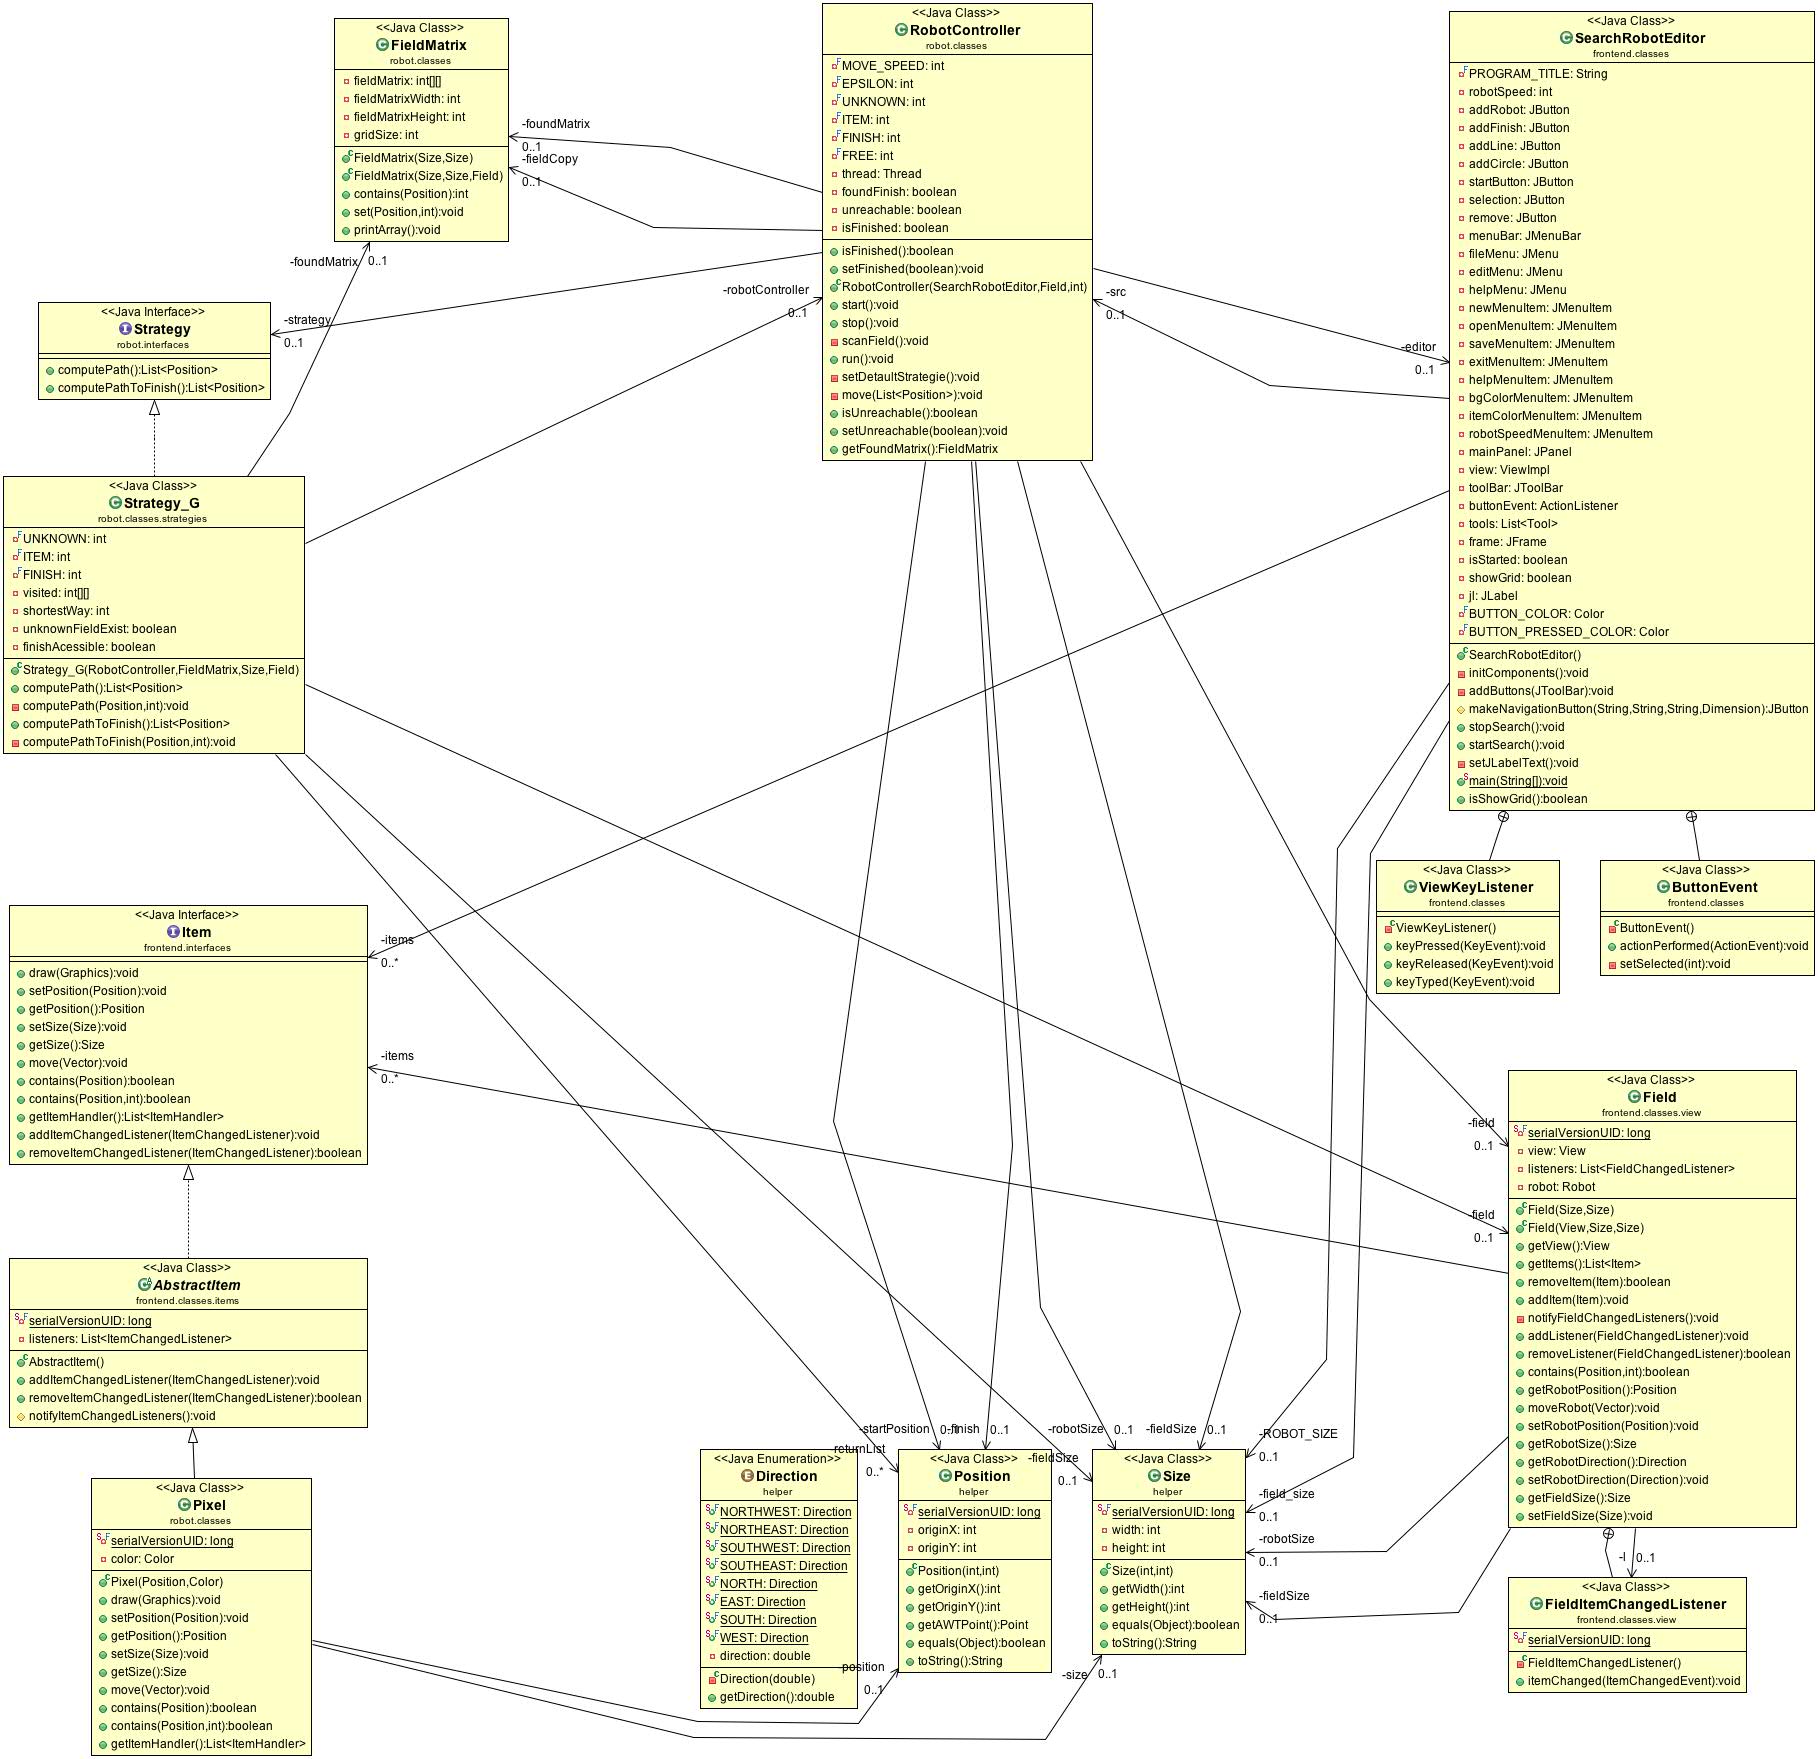 <<Java Class>>
FieldMatrix
robot.classes
fieldMatrix: int[][]
fieldMatrixWidth: int
fieldMatrixHeight: int
gridSize: int
FieldMatrix(Size,Size)
FieldMatrix(Size,Size,Field)
contains(Position):int
set(Position,int):void
printArray():void
<<Java Class>>
RobotController
robot.classes
MOVE_SPEED: int
EPSILON: int
UNKNOWN: int
ITEM: int
FINISH: int
FREE: int
thread: Thread
foundFinish: boolean
unreachable: boolean
isFinished: boolean
isFinished():boolean
setFinished(boolean):void
RobotController(SearchRobotEditor,Field,int)
start():void
stop():void
scanField():void
run():void
setDetaultStrategie():void
move(List<Position>):void
isUnreachable():boolean
setUnreachable(boolean):void
getFoundMatrix():FieldMatrix
<<Java Class>>
SearchRobotEditor
frontend.classes
PROGRAM_TITLE: String
robotSpeed: int
addRobot: JButton
addFinish: JButton
addLine: JButton
addCircle: JButton
startButton: JButton
selection: JButton
remove: JButton
menuBar: JMenuBar
fileMenu: JMenu
editMenu: JMenu
helpMenu: JMenu
newMenuItem: JMenuItem
openMenuItem: JMenuItem
saveMenuItem: JMenuItem
exitMenuItem: JMenuItem
helpMenuItem: JMenuItem
bgColorMenuItem: JMenuItem
itemColorMenuItem: JMenuItem
robotSpeedMenuItem: JMenuItem
mainPanel: JPanel
view: ViewImpl
toolBar: JToolBar
buttonEvent: ActionListener
tools: List<Tool>
frame: JFrame
isStarted: boolean
showGrid: boolean
jl: JLabel
BUTTON_COLOR: Color
BUTTON_PRESSED_COLOR: Color
SearchRobotEditor()
initComponents():void
addButtons(JToolBar):void
makeNavigationButton(String,String,String,Dimension):JButton
stopSearch():void
startSearch():void
setJLabelText():void
main(String[]):void
isShowGrid():boolean
-foundMatrix
0..1
-fieldCopy
0..1
-foundMatrix
0..1
-strategy
0..1
-robotController
0..1
-src
0..1
-editor
0..1
<<Java Interface>>
Strategy
robot.interfaces
computePath():List<Position>
computePathToFinish():List<Position>
<<Java Class>>
Strategy_G
robot.classes.strategies
UNKNOWN: int
ITEM: int
FINISH: int
visited: int[][]
shortestWay: int
unknownFieldExist: boolean
finishAcessible: boolean
Strategy_G(RobotController,FieldMatrix,Size,Field)
computePath():List<Position>
computePath(Position,int):void
computePathToFinish():List<Position>
computePathToFinish(Position,int):void
<<Java Class>>
ViewKeyListener
frontend.classes
ViewKeyListener()
keyPressed(KeyEvent):void
keyReleased(KeyEvent):void
keyTyped(KeyEvent):void
<<Java Class>>
ButtonEvent
frontend.classes
ButtonEvent()
actionPerformed(ActionEvent):void
setSelected(int):void
<<Java Interface>>
Item
frontend.interfaces
draw(Graphics):void
setPosition(Position):void
getPosition():Position
setSize(Size):void
getSize():Size
move(Vector):void
contains(Position):boolean
contains(Position,int):boolean
getItemHandler():List<ItemHandler>
addItemChangedListener(ItemChangedListener):void
removeItemChangedListener(ItemChangedListener):boolean
-items
0..*
-items
0..*
<<Java Class>>
Field
frontend.classes.view
serialVersionUID: long
view: View
listeners: List<FieldChangedListener>
robot: Robot
Field(Size,Size)
Field(View,Size,Size)
getView():View
getItems():List<Item>
removeItem(Item):boolean
addItem(Item):void
notifyFieldChangedListeners():void
addListener(FieldChangedListener):void
removeListener(FieldChangedListener):boolean
contains(Position,int):boolean
getRobotPosition():Position
moveRobot(Vector):void
setRobotPosition(Position):void
getRobotSize():Size
getRobotDirection():Direction
setRobotDirection(Direction):void
getFieldSize():Size
setFieldSize(Size):void
-field
0..1
-field
0..1
<<Java Class>>
AbstractItem
frontend.classes.items
serialVersionUID: long
listeners: List<ItemChangedListener>
AbstractItem()
addItemChangedListener(ItemChangedListener):void
removeItemChangedListener(ItemChangedListener):boolean
notifyItemChangedListeners():void
-startPosition
0..1
-finish
0..1
-robotSize
0..1
-fieldSize
0..1
-returnList
0..*
-fieldSize
0..1
-ROBOT_SIZE
0..1
-field_size
0..1
-robotSize
0..1
-fieldSize
0..1
<<Java Enumeration>>
Direction
helper
NORTHWEST: Direction
NORTHEAST: Direction
SOUTHWEST: Direction
SOUTHEAST: Direction
NORTH: Direction
EAST: Direction
SOUTH: Direction
WEST: Direction
direction: double
Direction(double)
getDirection():double
<<Java Class>>
Position
helper
serialVersionUID: long
originX: int
originY: int
Position(int,int)
getOriginX():int
getOriginY():int
getAWTPoint():Point
equals(Object):boolean
toString():String
<<Java Class>>
Size
helper
serialVersionUID: long
width: int
height: int
Size(int,int)
getWidth():int
getHeight():int
equals(Object):boolean
toString():String
<<Java Class>>
Pixel
robot.classes
serialVersionUID: long
color: Color
Pixel(Position,Color)
draw(Graphics):void
setPosition(Position):void
getPosition():Position
setSize(Size):void
getSize():Size
move(Vector):void
contains(Position):boolean
contains(Position,int):boolean
getItemHandler():List<ItemHandler>
-position
0..1
-size
0..1
-l
0..1
<<Java Class>>
FieldItemChangedListener
frontend.classes.view
serialVersionUID: long
FieldItemChangedListener()
itemChanged(ItemChangedEvent):void